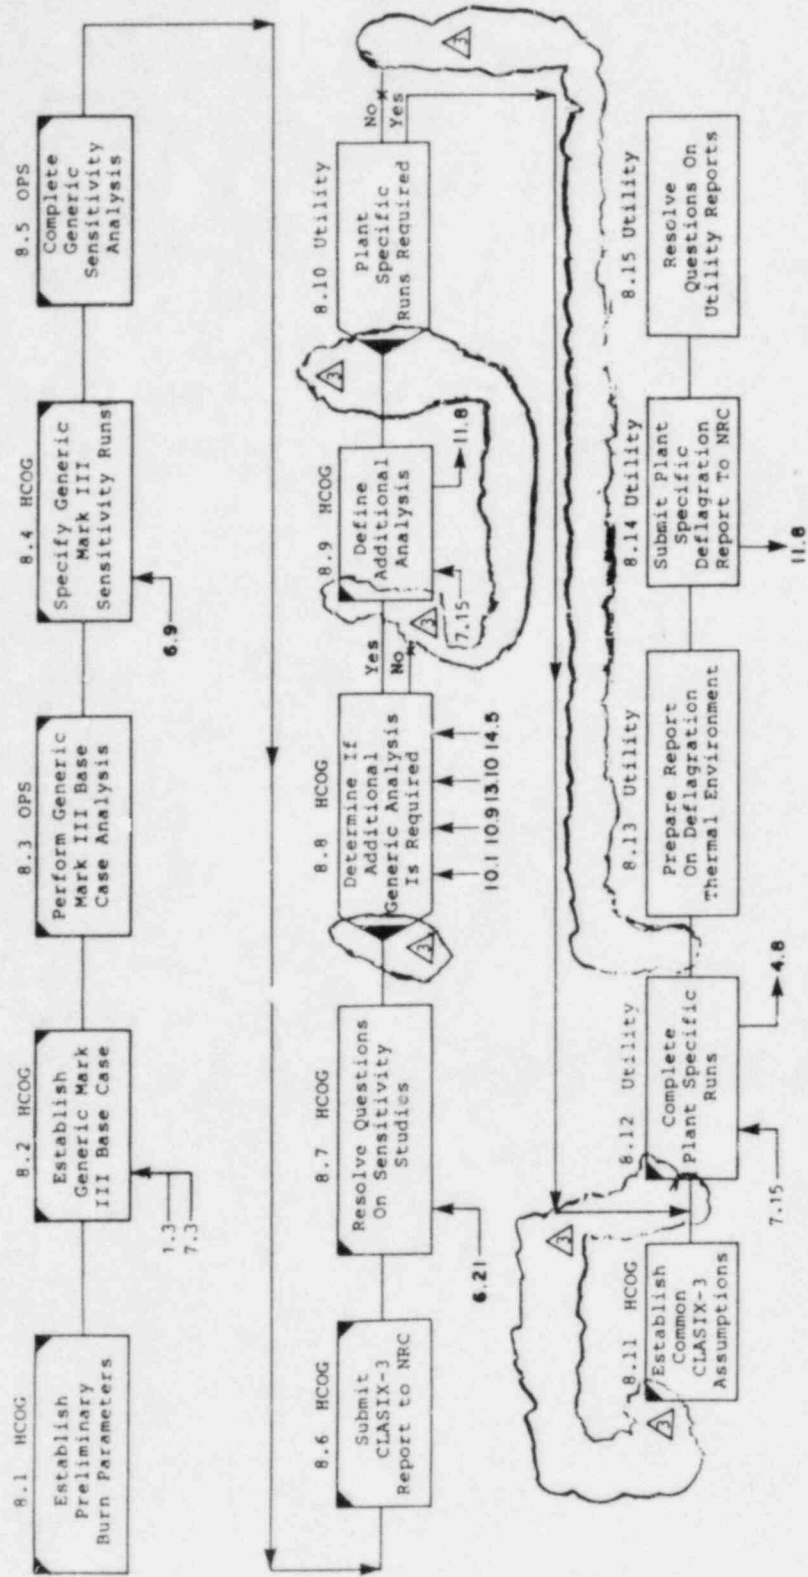 8.1 HCOG
Establish
Preliminary
Burn Parameters
8.2 HCOG
Establish
Generic Mark
III Base Case
1.3
7.3
8.3 OPS
Perform Generic
Mark III Base
Case Analysis
8.4 HCOG
Specify Generic
Mark III
Sensitivity Runs
6.9
8.5 OPS
Complete
Generic
Sensitivity
Analysis
8.6 HCOG
Submit
CLASIX-3
Report to NRC
8.7 HCOG
Resolve Questions
On Sensitivity
Studies
6.21
3
8.8 HCOG
Determine If
Additional
Generic Analysis
Is Required
10.1 10.9 13.10 14.5
Yes
No
3
8.9 HCOG
Define
Additional
Analysis
7.15
11.8
3
8.10 Utility
Plant
Specific
Runs Required
No
Yes
3
8.11 HCOG
Establish
Common
CLASIX-3
Assumptions
3
3
8.12 Utility
Complete
Plant Specific
Runs
7.15
4.8
8.13 Utility
Prepare Report
On Deflagration
Thermal Environment
8.14 Utility
Submit Plant
Specific
Deflagration
Report To NRC
11.8
8.15 Utility
Resolve
Questions On
Utility Reports